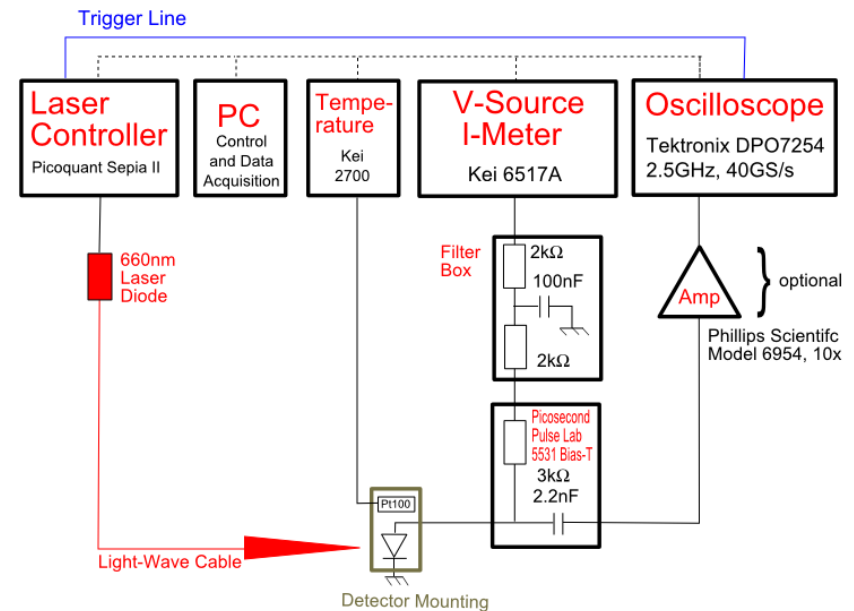 Trigger Line
Laser
Controller
Picoquant Sepia II
PC
Control
and Data
Acquisition
Tempe-
rature
Kei
2700
V-Source
I-Meter
Kei 6517A
Oscilloscope
Tektronix DPO7254
2.5GHz, 40GS/s
660nm
Laser
Diode
Filter
Box
2kΩ
100nF
2kΩ
Amp
optional
Phillips Scientifc
Model 6954, 10x
Picosecond
Pulse Lab
5531 Bias-T
3kΩ
2.2nF
Pt100
Light-Wave Cable
Detector Mounting